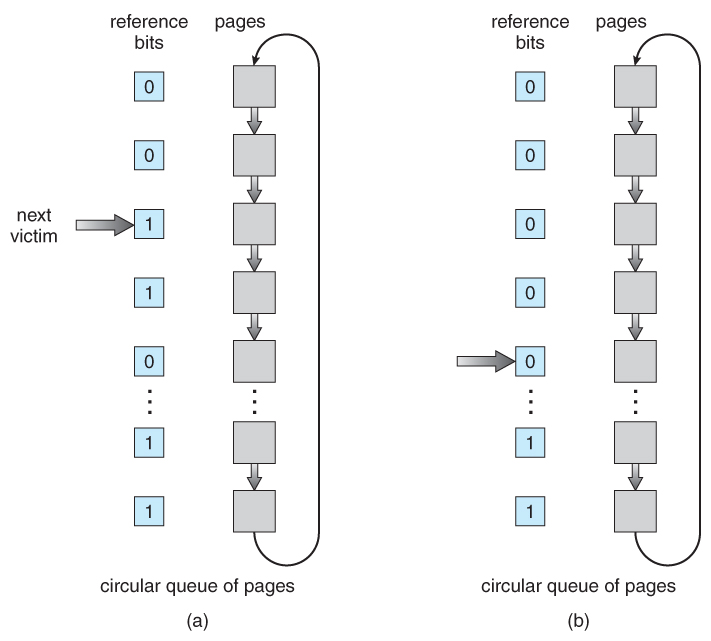 reference bits
pages
0
0
next victim
1
1
0
1
1
circular queue of pages
(a)
reference bits
pages
0
0
0
0
0
1
1
circular queue of pages
(b)